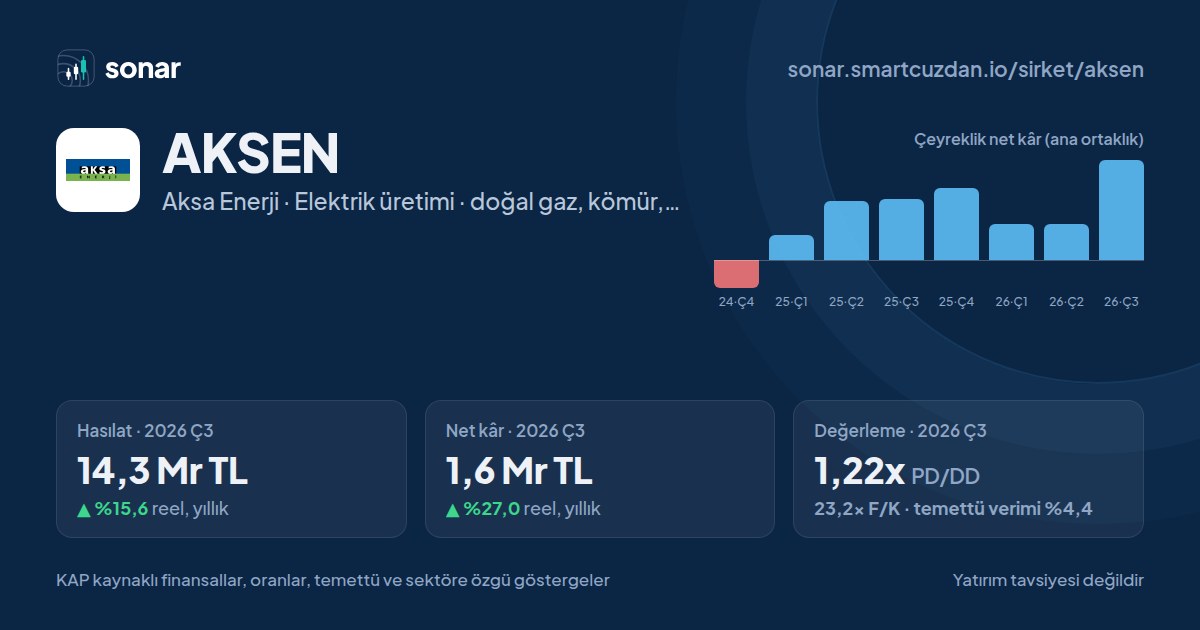 sonar
sonar.smartcuzdan.io/sirket/aksen
aksa
ENERJİ
AKSEN
Aksa Enerji · Elektrik üretimi · doğal gaz, kömür,...
Çeyreklik net kâr (ana ortaklık)
24-Ç4 25-Ç1 25-Ç2 25-Ç3 25-Ç4 26-Ç1 26-Ç2 26-Ç3
Hasılat · 2026 Ç3
14,3 Mr TL
▲ %15,6 reel, yıllık
Net kâr · 2026 Ç3
1,6 Mr TL
▲ %27,0 reel, yıllık
Değerleme · 2026 Ç3
1,22x PD/DD
23,2x F/K · temettü verimi %4,4
KAP kaynaklı finansallar, oranlar, temettü ve sektöre özgü göstergeler
Yatırım tavsiyesi değildir